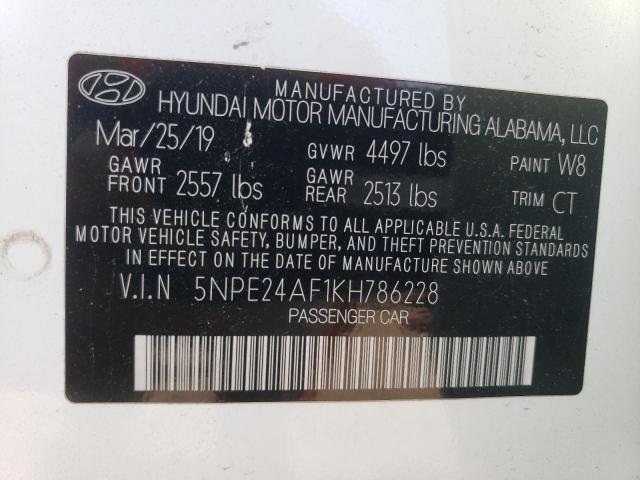 MANUFACTURED BY
HYUNDAI MOTOR MANUFACTURING ALABAMA, LLC
Mar/25/19 GVWR 4497 lbs PAINT W8
GAWR FRONT 2557 lbs GAWR REAR 2513 lbs TRIM CT
THIS VEHICLE CONFORMS TO ALL APPLICABLE U.S.A. FEDERAL
MOTOR VEHICLE SAFETY, BUMPER, AND THEFT PREVENTION STANDARDS
IN EFFECT ON THE DATE OF MANUFACTURE SHOWN ABOVE.
V.I.N 5NPE24AF1KH786228
PASSENGER CAR